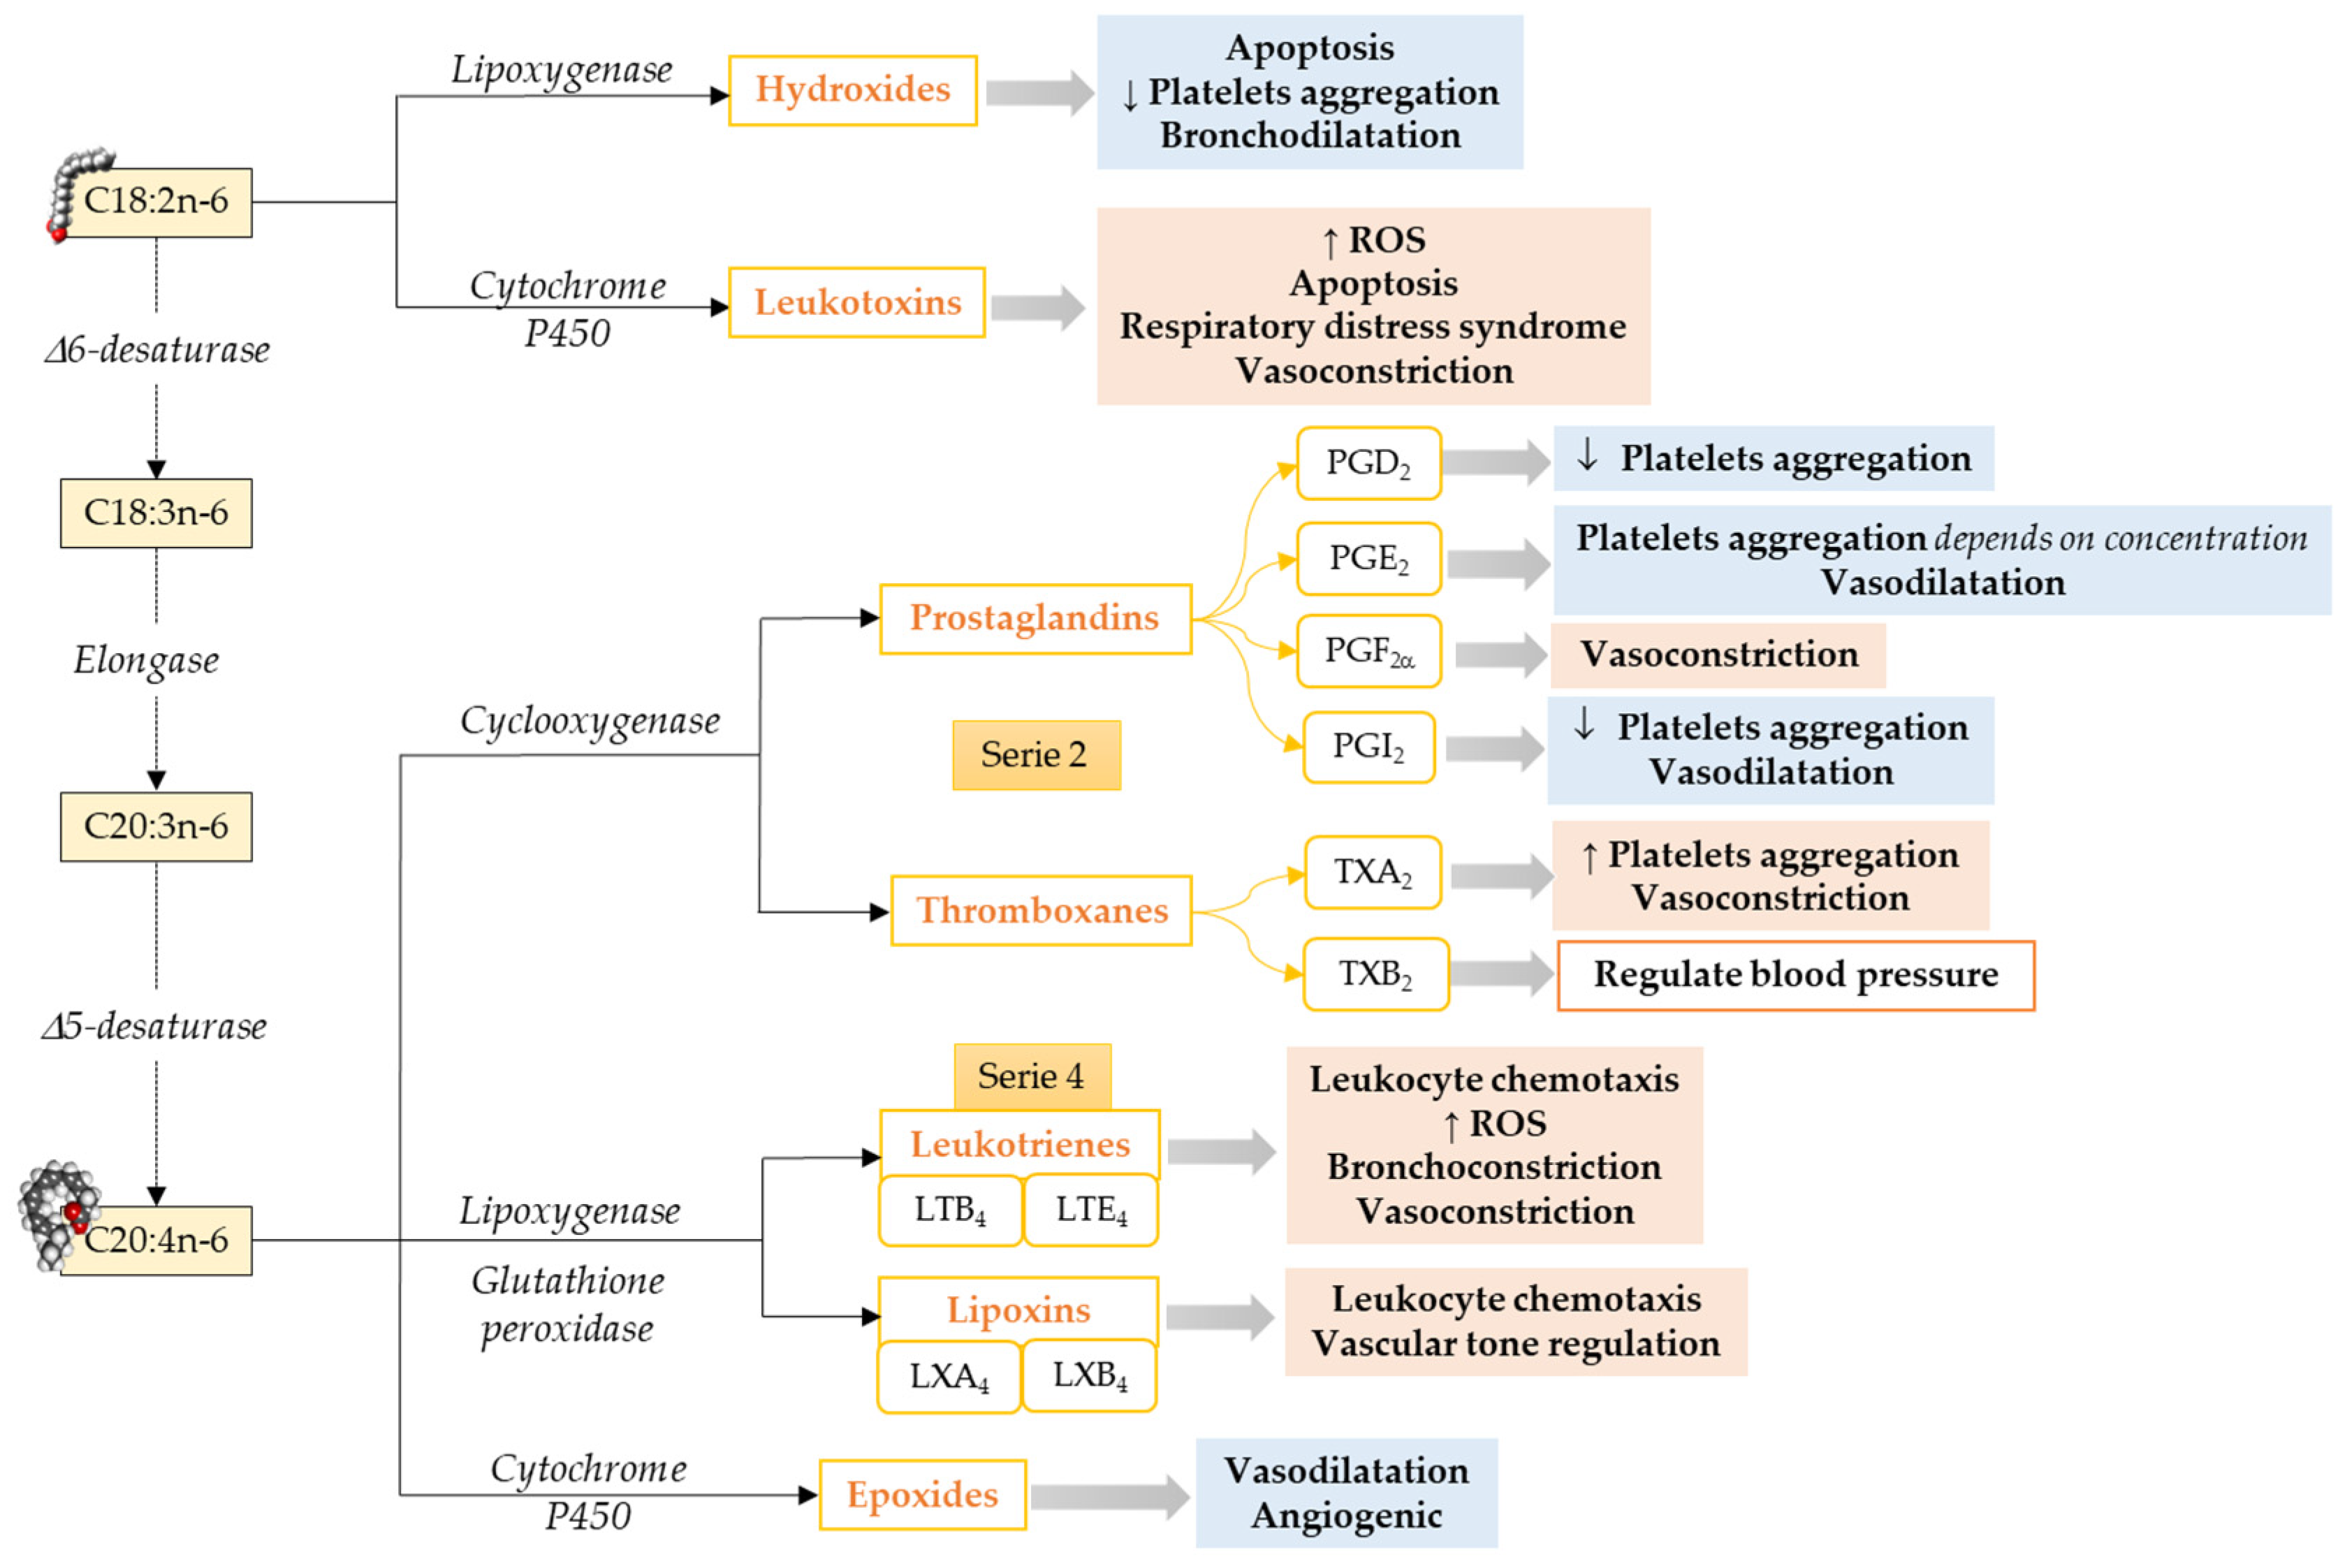 Lipoxygenase
Hydroxides
Apoptosis
↓ Platelets aggregation
Bronchodilatation
C18:2n-6
Cytochrome
P450
Leukotoxins
↑ ROS
Apoptosis
Respiratory distress syndrome
Vasoconstriction
Δ6-desaturase
C18:3n-6
Elongase
C20:3n-6
Δ5-desaturase
C20:4n-6
Cyclooxygenase
Prostaglandins
PGD₂
↓ Platelets aggregation
PGE₂
Platelets aggregation depends on concentration
Vasodilatation
PGF₂α
Vasoconstriction
PGI₂
↓ Platelets aggregation
Vasodilatation
Serie 2
Thromboxanes
TXA₂
↑ Platelets aggregation
Vasoconstriction
TXB₂
Regulate blood pressure
Lipoxygenase
Glutathione
peroxidase
Serie 4
Leukotrienes
LTB₄
LTE₄
Leukocyte chemotaxis
↑ ROS
Bronchoconstriction
Vasoconstriction
Lipoxins
LXA₄
LXB₄
Leukocyte chemotaxis
Vascular tone regulation
Cytochrome
P450
Epoxides
Vasodilatation
Angiogenic